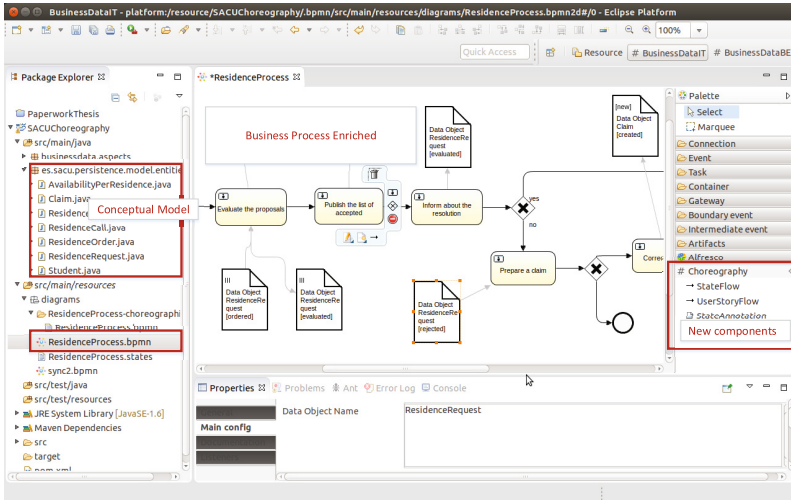 BusinessDataIT - platform:/resource/SACUChoreography/.bpmn/src/main/resources/diagrams/ResidenceProcess.bpmn2d#/0 - Eclipse Platform
100%
Quick Access
Resource
# BusinessDataIT
# BusinessDataBE
Package Explorer
PaperworkThesis
SACUChoreography
src/main/java
businessdata.aspects
es.sacu.persistence.model.entitie
AvailabilityPerResidence.java
Claim.java
Residenc
Conceptual Model
ResidenceCall.java
ResidenceOrder.java
ResidenceRequest.java
Student.java
src/main/resources
diagrams
ResidenceProcess-choreographi
ResidenceProcess.bpmn
ResidenceProcess.bpmn
ResidenceProcess.states
sync2.bpmn
src/test/java
src/test/resources
JRE System Library [JavaSE-1.6]
Maven Dependencies
src
target
pom.xml
*ResidenceProcess
Business Process Enriched
Data Object
ResidenceRe
quest
[evaluated]
[new]
Data Object
Claim
[created]
Evaluate the proposals
Publish the list of
accepted
Inform about the
resolution
yes
no
Prepare a claim
Correc
III
Data Object
ResidenceRe
quest
[ordered]
III
Data Object
ResidenceRe
quest
[evaluated]
Data Object
ResidenceRe
quest
[rejected]
Palette
Select
Marquee
Connection
Event
Task
Container
Gateway
Boundary event
Intermediate event
Artifacts
Alfresco
# Choreography
StateFlow
UserStoryFlow
StateAnnotation
New components
Properties
Problems
Ant
Error Log
Console
Main config
Data Object Name
ResidenceRequest